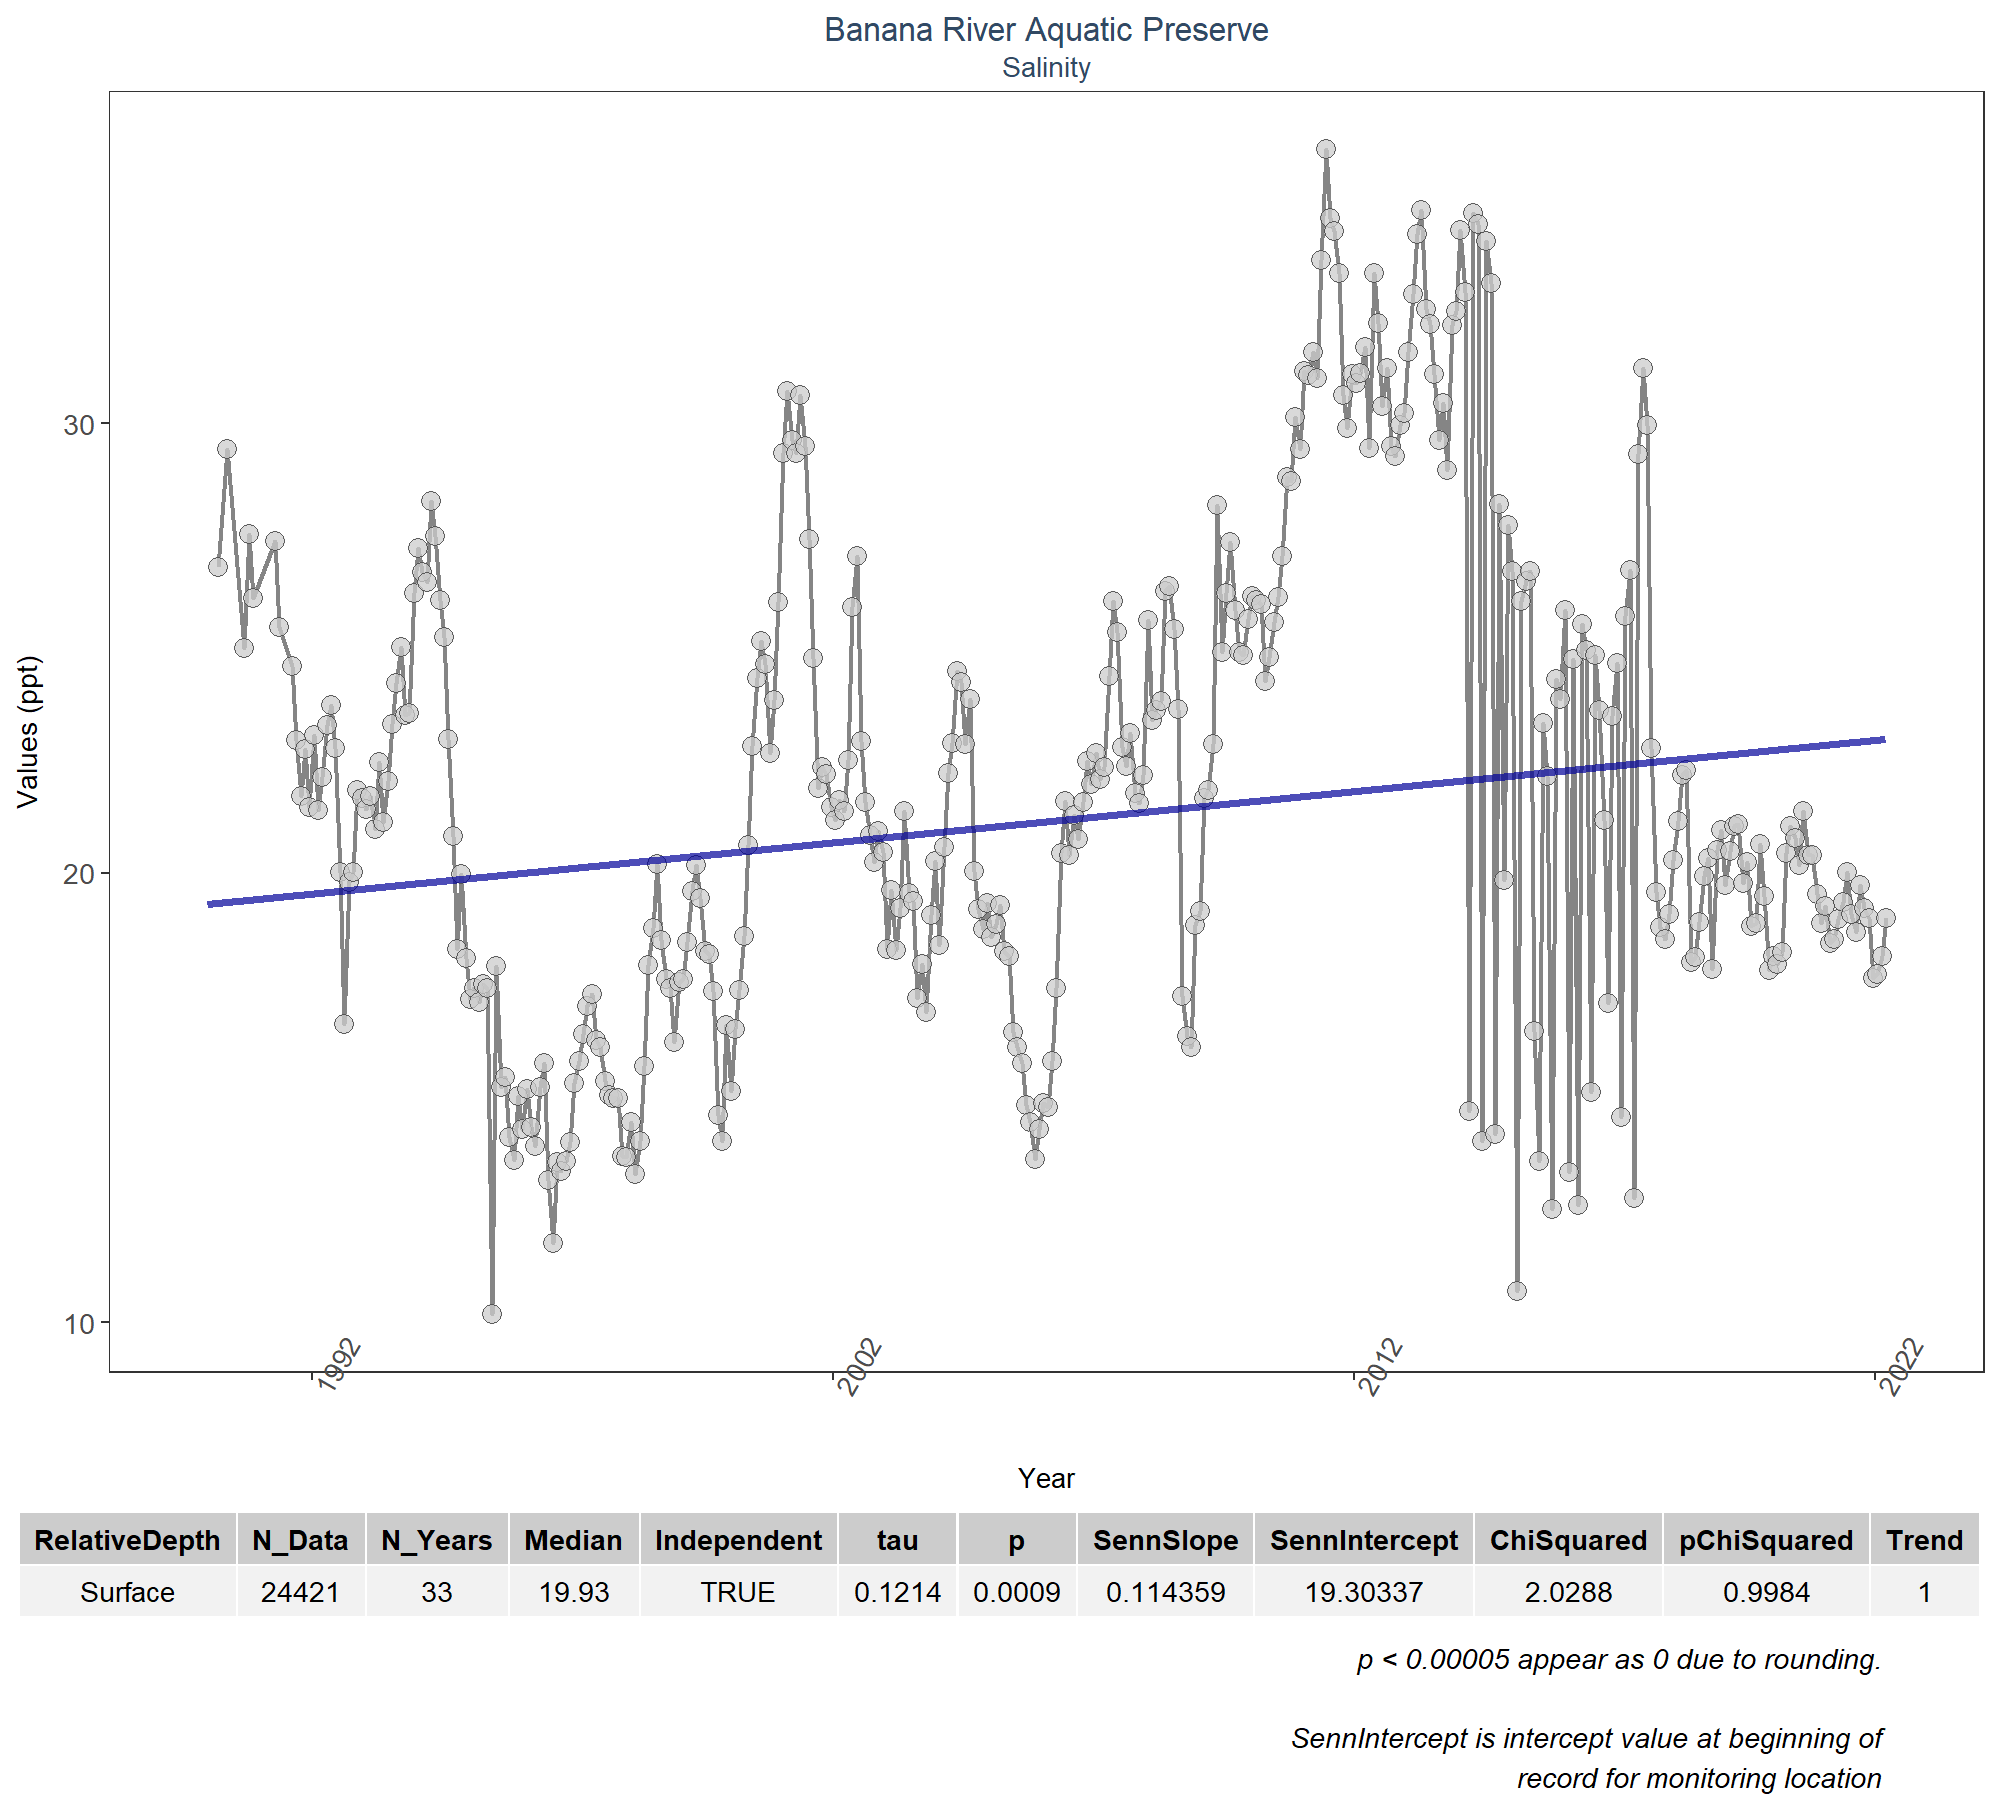 Banana River Aquatic Preserve
Salinity
Values (ppt)
30
20
10
1992 2002 2012 2022
Year
RelativeDepth N_Data N_Years Median Independent tau p SennSlope SennIntercept ChiSquared pChiSquared Trend
Surface 24421 33 19.93 TRUE 0.1214 0.0009 0.114359 19.30337 2.0288 0.9984 1
p < 0.00005 appear as 0 due to rounding.
SennIntercept is intercept value at beginning of
record for monitoring location